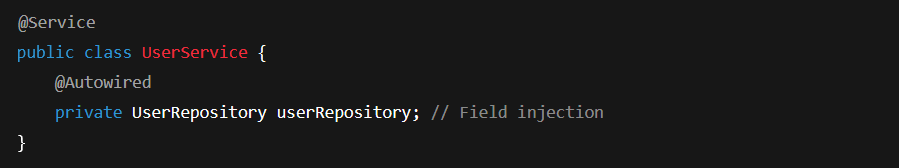 @Service
public class UserService {
    @Autowired
    private UserRepository userRepository; // Field injection
}